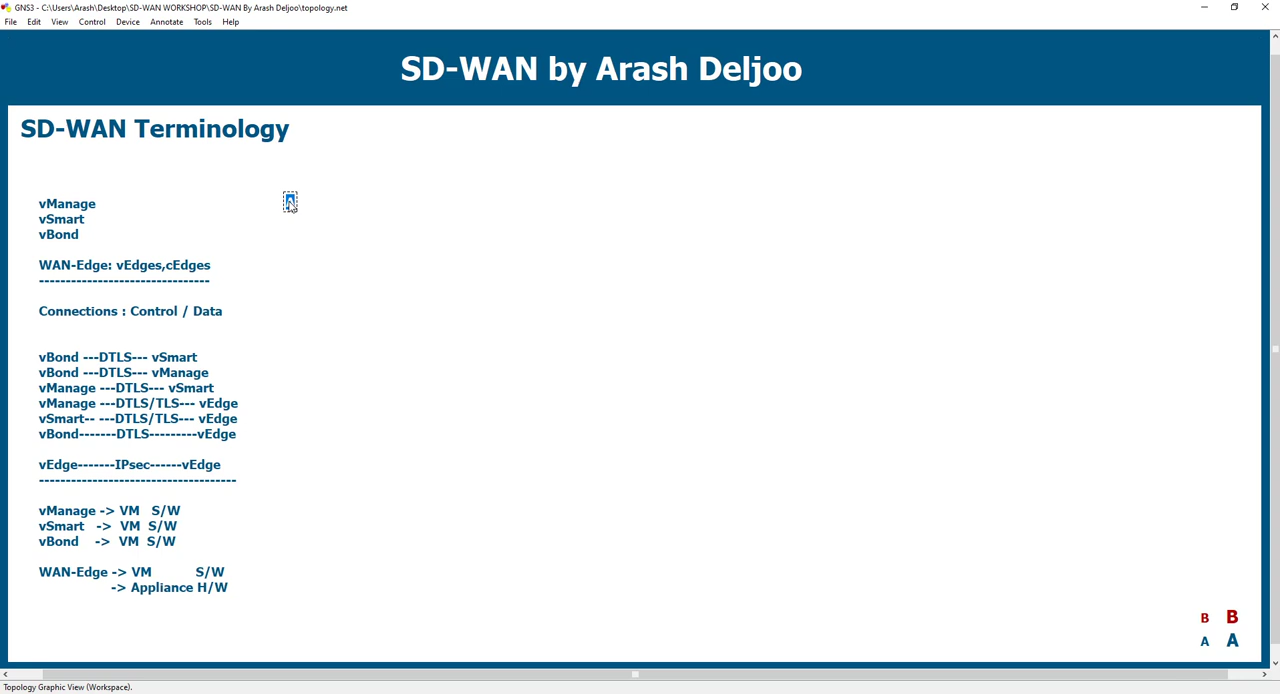 GNS3 - C:\Users\Arash\Desktop\SD-WAN WORKSHOP\SD-WAN By Arash Deljoo\topology.net
File Edit View Control Device Annotate Tools Help
SD-WAN by Arash Deljoo
SD-WAN Terminology
vManage
A
vSmart
vBond
WAN-Edge: vEdges,cEdges
--------------------------------
Connections : Control / Data
vBond ---DTLS--- vSmart
vBond ---DTLS--- vManage
vManage ---DTLS--- vSmart
vManage ---DTLS/TLS--- vEdge
vSmart-- ---DTLS/TLS--- vEdge
vBond-------DTLS---------vEdge
vEdge-------IPsec------vEdge
-------------------------------------
vManage -> VM S/W
vSmart -> VM S/W
vBond -> VM S/W
WAN-Edge -> VM S/W
-> Appliance H/W
B B
A A
Topology Graphic View (Workspace).